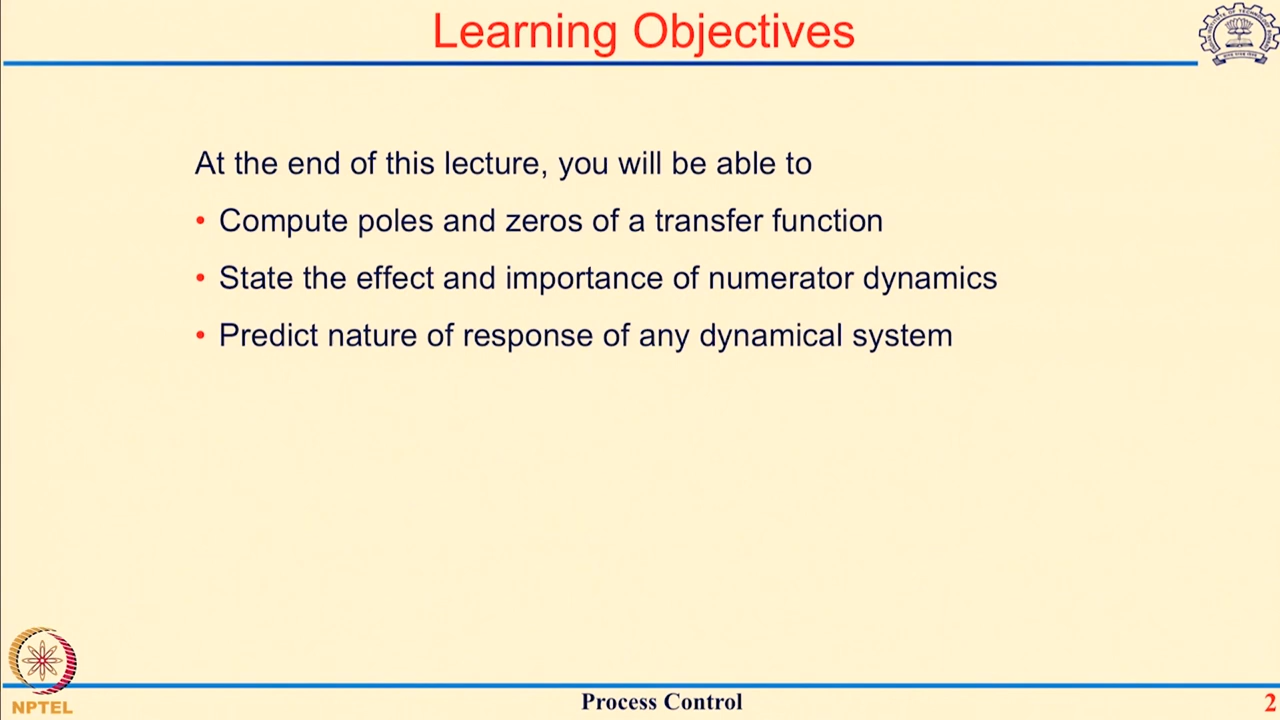 Learning Objectives
At the end of this lecture, you will be able to
• Compute poles and zeros of a transfer function
• State the effect and importance of numerator dynamics
• Predict nature of response of any dynamical system
NPTEL
Process Control
2